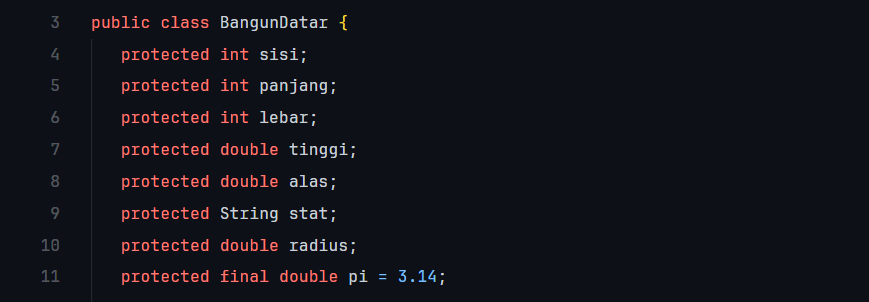 3 public class BangunDatar {
4 protected int sisi;
5 protected int panjang;
6 protected int lebar;
7 protected double tinggi;
8 protected double alas;
9 protected String stat;
10 protected double radius;
11 protected final double pi = 3.14;